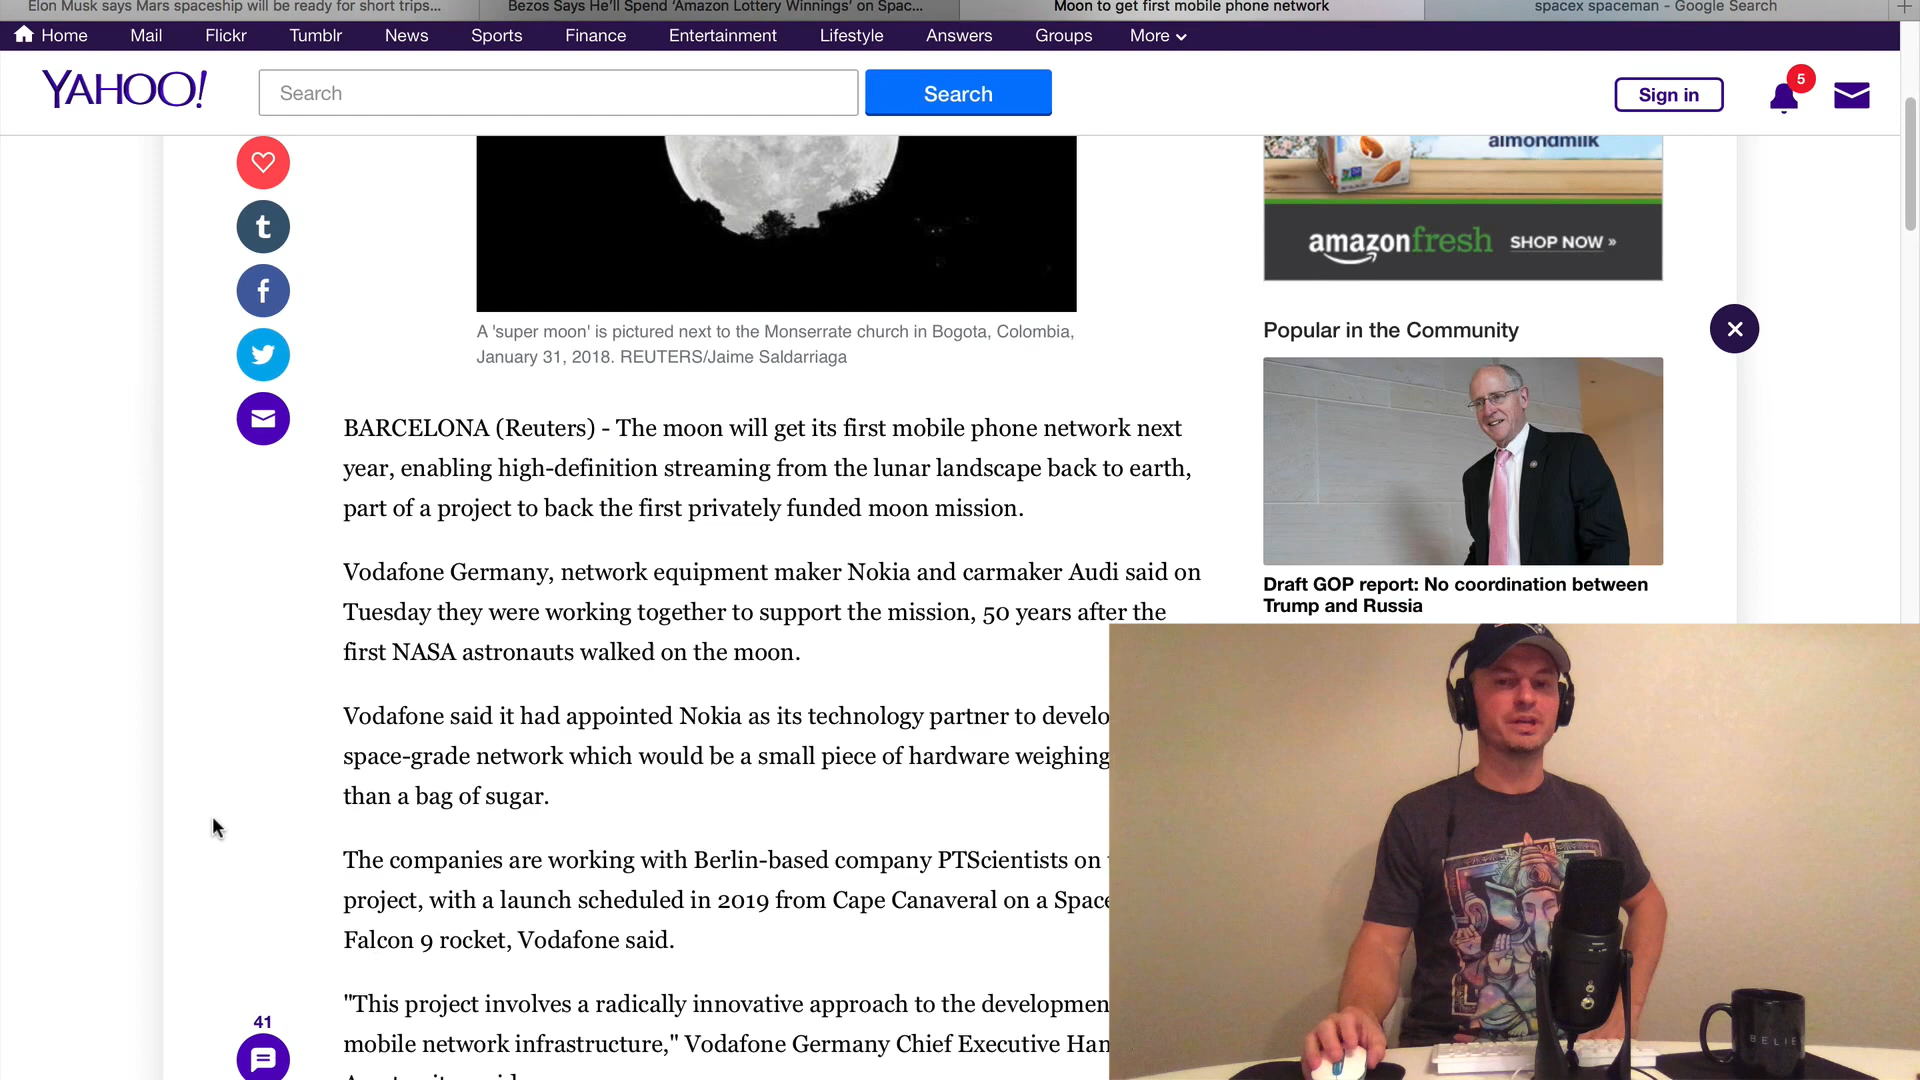 Elon Musk says Mars spaceship will be ready for short trips...
Bezos Says He'll Spend 'Amazon Lottery Winnings' on Spac...
Moon to get first mobile phone network
spacex spaceman - Google Search
Home Mail Flickr Tumblr News Sports Finance Entertainment Lifestyle Answers Groups More
YAHOO!
Search
Search
Sign in
5
almondmilk
amazonfresh SHOP NOW »
A 'super moon' is pictured next to the Monserrate church in Bogota, Colombia,
January 31, 2018. REUTERS/Jaime Saldarriaga
Popular in the Community
Draft GOP report: No coordination between
Trump and Russia
BARCELONA (Reuters) - The moon will get its first mobile phone network next
year, enabling high-definition streaming from the lunar landscape back to earth,
part of a project to back the first privately funded moon mission.
Vodafone Germany, network equipment maker Nokia and carmaker Audi said on
Tuesday they were working together to support the mission, 50 years after the
first NASA astronauts walked on the moon.
Vodafone said it had appointed Nokia as its technology partner to develo
space-grade network which would be a small piece of hardware weighing
than a bag of sugar.
The companies are working with Berlin-based company PTScientists on
project, with a launch scheduled in 2019 from Cape Canaveral on a Space
Falcon 9 rocket, Vodafone said.
"This project involves a radically innovative approach to the developmen
mobile network infrastructure," Vodafone Germany Chief Executive Han
41
BELIE